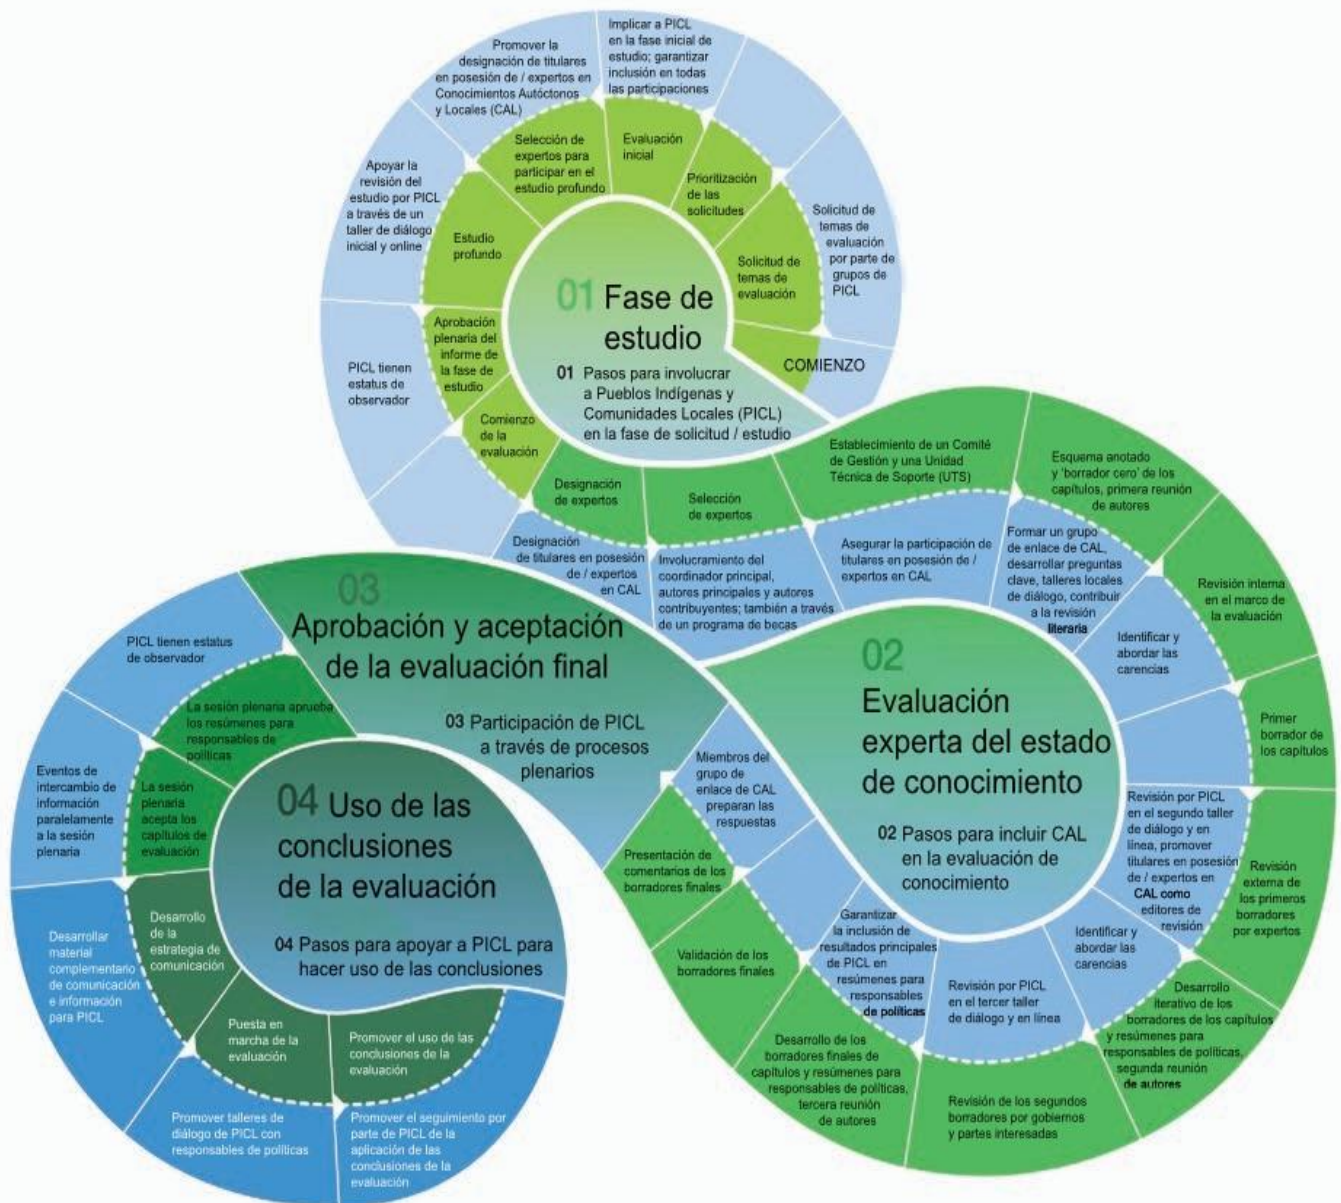 COMIENZO
01 Fase de
estudio
01 Pasos para involucrar
a Pueblos Indígenas y
Comunidades Locales (PICL)
en la fase de solicitud / estudio
Solicitud de
temas de
evaluación
Solicitud de
temas de
evaluación
por parte de
grupos de
PICL
Prioritización
de las
solicitudes
Evaluación
inicial
Implicar a PICL
en la fase inicial de
estudio; garantizar
inclusión en todas
las participaciones
Selección de
expertos para
participar en el
estudio profundo
Promover la
designación de titulares
en posesión de / expertos en
Conocimientos Autóctonos
y Locales (CAL)
Estudio
profundo
Apoyar la
revisión del
estudio por PICL
a través de un
taller de diálogo
inicial y online
Aprobación
plenaria del
informe de
la fase de
estudio
PICL tienen
estatus de
observador
Comienzo
de la
evaluación
02
Evaluación
experta del estado
de conocimiento
02 Pasos para incluir CAL
en la evaluación de
conocimiento
Designación
de expertos
Designación
de titulares en posesión
de / expertos
en CAL
Selección
de expertos
Involucramiento del
coordinador principal,
autores principales y autores
contribuyentes; también a través
de un programa de becas
Establecimiento de un Comité
de Gestión y una Unidad
Técnica de Soporte (UTS)
Asegurar la participación de
titulares en posesión de /
expertos en CAL
Esquema anotado
y 'borrador cero' de los
capítulos, primera reunión
de autores
Formar un grupo
de enlace de CAL,
desarrollar preguntas
clave, talleres locales
de diálogo, contribuir
a la revisión
literaria
Revisión interna
en el marco de
la evaluación
Identificar y
abordar las
carencias
Primer
borrador de
los capítulos
Revisión externa
de los primeros
borradores
por expertos
Revisión por PICL
en el segundo taller
de diálogo y en
línea, promover
titulares en posesión
de / expertos en
CAL como
editores de
revisión
Desarrollo
iterativo de los
borradores de los capítulos
y resúmenes para
responsables de políticas,
segunda reunión
de autores
Identificar y
abordar las
carencias
Revisión de los segundos
borradores por gobiernos
y partes interesadas
Revisión por PICL
en el tercer taller
de diálogo y en línea
Desarrollo de los
borradores finales de
capítulos y resúmenes para
responsables de políticas,
tercera reunión
de autores
Garantizar
la inclusión de
resultados principales
de PICL en
resúmenes para
responsables
de políticas
Validación de los
borradores finales
Presentación de
comentarios de los
borradores finales
Miembros del
grupo de
enlace de CAL
preparan las
respuestas
03
Aprobación y aceptación
de la evaluación final
03 Participación de PICL
a través de procesos
plenarios
La sesión plenaria aprueba
los resúmenes para
responsables de
políticas
PICL tienen estatus
de observador
La sesión
plenaria
acepta los
capítulos de
evaluación
Eventos de
intercambio de
información
paralelamente
a la sesión
plenaria
04 Uso de las
conclusiones
de la evaluación
04 Pasos para apoyar a PICL para
hacer uso de las conclusiones
Desarrollo
de la
estrategia de
comunicación
Desarrollar
material
complementario
de comunicación
e información
para PICL
Puesta en
marcha de la
evaluación
Promover talleres de
diálogo de PICL con
responsables de políticas
Promover el uso de las
conclusiones de la
evaluación
Promover el seguimiento por
parte de PICL de la
aplicación de las
conclusiones de la
evaluación